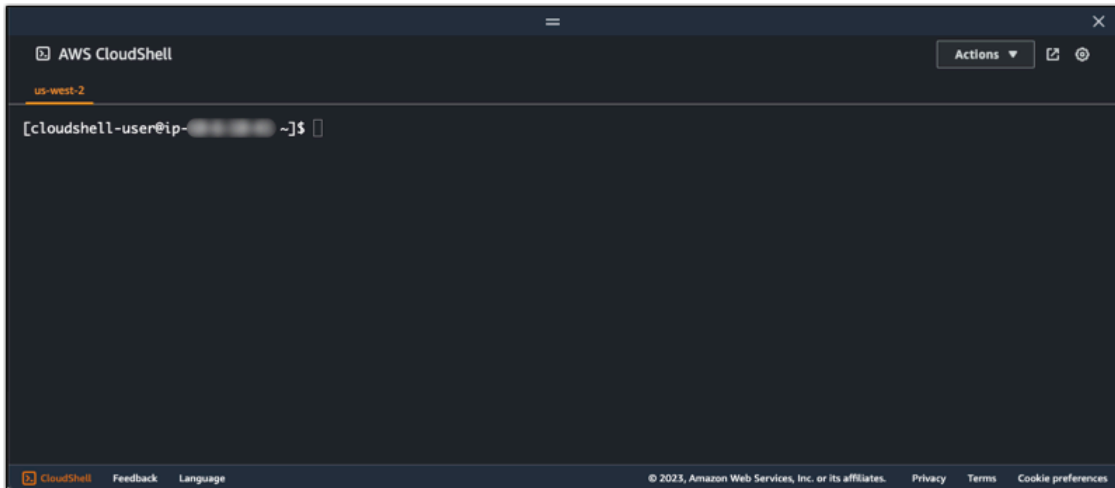 AWS CloudShell
Actions
us-west-2
[cloudshell-user@ip- ~]$
CloudShell Feedback Language © 2023, Amazon Web Services, Inc. or its affiliates. Privacy Terms Cookie preferences